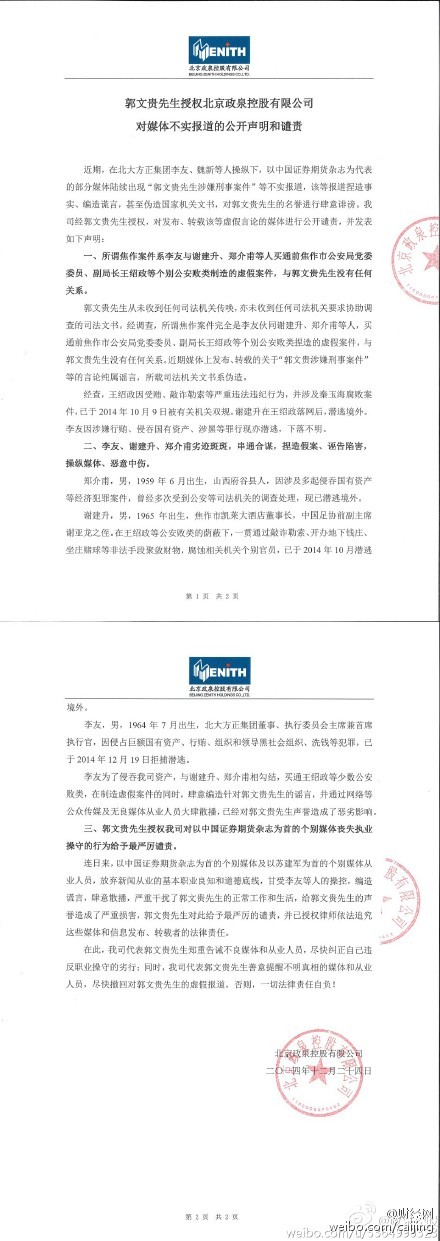 ZENITH
北京政泉控股有限公司
BEIJING ZENITH HOLDINGS CO.,LTD
郭文贵先生授权北京政泉控股有限公司
对媒体不实报道的公开声明和谴责
近期，在北大方正集团李友、魏新等人操纵下，以中国证券期货杂志为代表
的部分媒体陆续出现“郭文贵先生涉嫌刑事案件”等不实报道，该等报道捏造事
实、编造谎言，甚至伪造国家机关文书，对郭文贵先生的名誉进行肆意诽谤。我
司经郭文贵先生授权，对发布、转载该等虚假言论的媒体进行公开谴责，并发表
如下声明：
一、所谓焦作案件系李友与谢建升、郑介甫等人买通前焦作市公安局党委
委员、副局长王绍政等个别公安败类制造的虚假案件，与郭文贵先生没有任何
关系。
郭文贵先生从未收到任何司法机关传唤，亦未收到任何司法机关要求协助调
查的司法文书。经调查，所谓焦作案件完全是李友伙同谢建升、郑介甫等人，买
通前焦作市公安局党委委员、副局长王绍政等个别公安败类捏造的虚假案件，与
郭文贵先生没有任何关系。近期媒体上发布、转载的关于“郭文贵涉嫌刑事案件”
等的言论纯属谣言，所载司法机关文书系伪造。
经查，王绍政因受贿、敲诈勒索等严重违法违纪行为，并涉及秦玉海腐败案
件，已于 2014 年 10 月 9 日被有关机关双规。谢建升在王绍政落网后，潜逃境外。
李友因涉嫌行贿、侵吞国有资产、涉黑等罪行现亦潜逃，下落不明。
二、李友、谢建升、郑介甫劣迹斑斑，串通合谋，捏造假案、诬告陷害，
操纵媒体、恶意中伤。
郑介甫，男，1959 年 6 月出生，山西府谷县人，因涉及多起侵吞国有资产
等经济犯罪案件，曾经多次受到公安等司法机关的调查处理，现已潜逃境外。
谢建升，男，1965 年出生，焦作市凯莱大酒店董事长，中国足协前副主席
谢亚龙之侄。在王绍政等公安败类的荫蔽下，一贯通过敲诈勒索、开办地下钱庄、
坐庄赌球等非法手段聚敛财物，腐蚀相关机关个别官员，已于 2014 年 10 月潜逃
第 1 页 共 2 页
ZENITH
北京政泉控股有限公司
BEIJING ZENITH HOLDINGS CO.,LTD
境外。
李友，男，1964 年 7 月出生，北大方正集团董事、执行委员会主席兼首席
执行官，因侵占巨额国有资产、行贿、组织和领导黑社会组织、洗钱等犯罪，已
于 2014 年 12 月 19 日拒捕潜逃。
李友为了侵吞我司资产，与谢建升、郑介甫相勾结，买通王绍政等少数公安
败类，在制造虚假案件的同时，肆意编造针对郭文贵先生的谣言，并通过网络等
公众传媒及无良媒体从业人员大肆散播，已经对郭文贵先生声誉造成了恶劣影响。
三、郭文贵先生授权我司对以中国证券期货杂志为首的个别媒体丧失执业
操守的行为给予最严厉谴责。
连日来，以中国证券期货杂志为首的个别媒体及以苏建军为首的个别媒体从
业人员，放弃新闻从业的基本职业良知和道德底线，甘受李友等人的操控，编造
谎言，肆意散播，严重干扰了郭文贵先生的正常工作和生活，给郭文贵先生的声
誉造成了严重损害，郭文贵先生对此给予最严厉的谴责，并已授权律师依法追究
这些媒体和信息发布、转载者的法律责任。
在此，我司代表郭文贵先生郑重告诫不良媒体和从业人员，尽快纠正自己违
反职业操守的劣行；同时，我司代表郭文贵先生善意提醒不明真相的媒体和从业
人员，尽快撤回对郭文贵先生的虚假报道。否则，一切法律责任自负！
北京政泉控股有限公司
二〇一四年十二月二十四日
第 2 页 共 2 页
@财经网
weibo.com/caijing